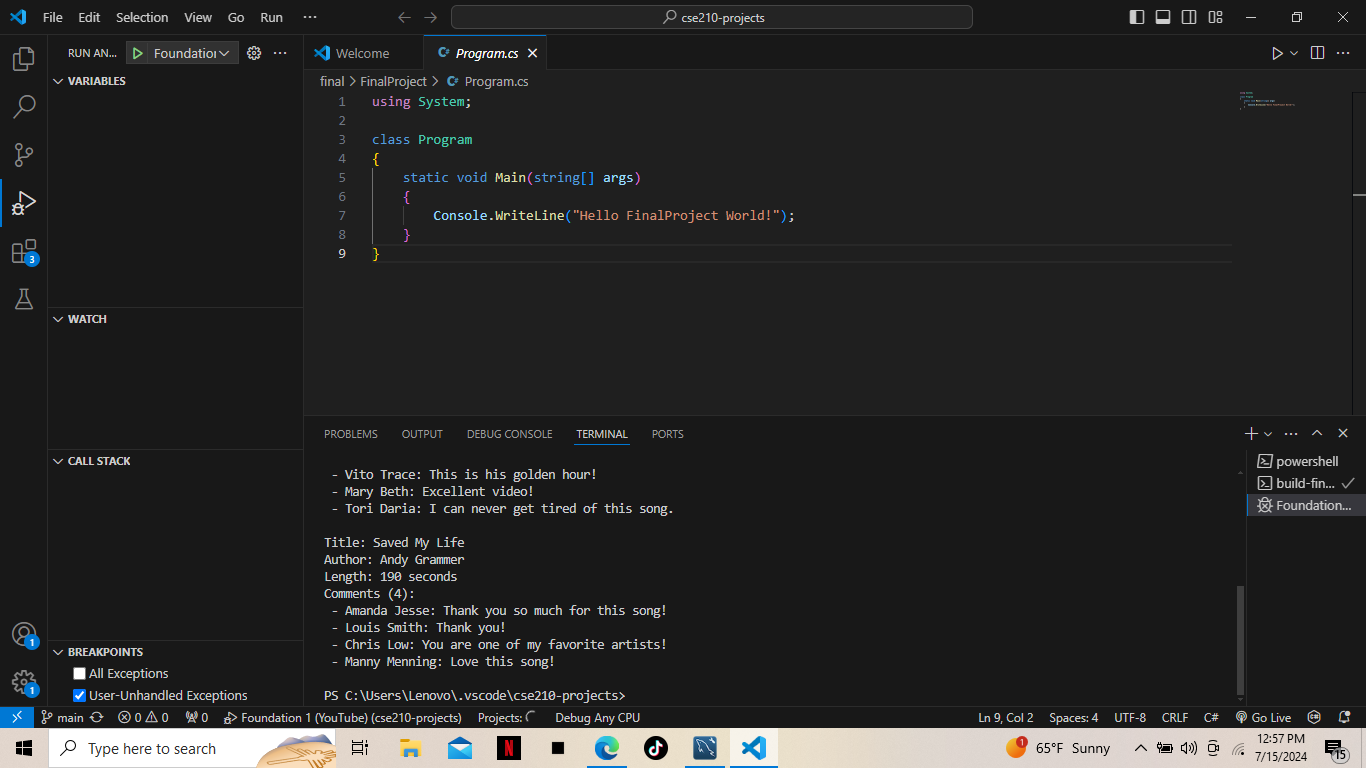 File Edit Selection View Go Run ···
cse210-projects
RUN AN... Foundation ···
VARIABLES
WATCH
CALL STACK
BREAKPOINTS
All Exceptions
User-Unhandled Exceptions
3
1
1
Welcome
Program.cs
final > FinalProject > Program.cs
1 using System;
2
3 class Program
4 {
5 static void Main(string[] args)
6 {
7 Console.WriteLine("Hello FinalProject World!");
8 }
9 }
PROBLEMS OUTPUT DEBUG CONSOLE TERMINAL PORTS
- Vito Trace: This is his golden hour!
- Mary Beth: Excellent video!
- Tori Daria: I can never get tired of this song.
Title: Saved My Life
Author: Andy Grammer
Length: 190 seconds
Comments (4):
- Amanda Jesse: Thank you so much for this song!
- Louis Smith: Thank you!
- Chris Low: You are one of my favorite artists!
- Manny Menning: Love this song!
PS C:\Users\Lenovo\.vscode\cse210-projects>
powershell
build-fin...
Foundation...
main 0 0 0 Foundation 1 (YouTube) (cse210-projects) Projects: Debug Any CPU Ln 9, Col 2 Spaces: 4 UTF-8 CRLF C# Go Live
Type here to search
1 65°F Sunny
12:57 PM
7/15/2024
15